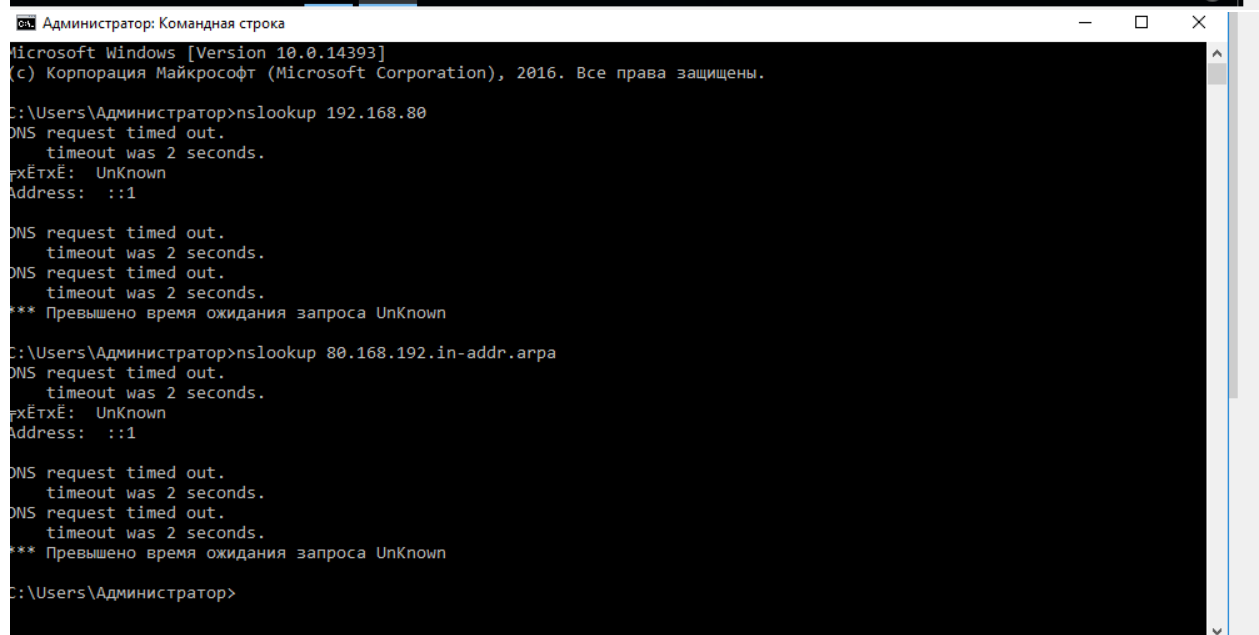 Администратор: Командная строка
Microsoft Windows [Version 10.0.14393]
(c) Корпорация Майкрософт (Microsoft Corporation), 2016. Все права защищены.
C:\Users\Администратор>nslookup 192.168.80
DNS request timed out.
timeout was 2 seconds.
╤хЁтхЁ: UnKnown
Address: ::1
DNS request timed out.
timeout was 2 seconds.
DNS request timed out.
timeout was 2 seconds.
*** Превышено время ожидания запроса UnKnown
C:\Users\Администратор>nslookup 80.168.192.in-addr.arpa
DNS request timed out.
timeout was 2 seconds.
╤хЁтхЁ: UnKnown
Address: ::1
DNS request timed out.
timeout was 2 seconds.
DNS request timed out.
timeout was 2 seconds.
*** Превышено время ожидания запроса UnKnown
C:\Users\Администратор>